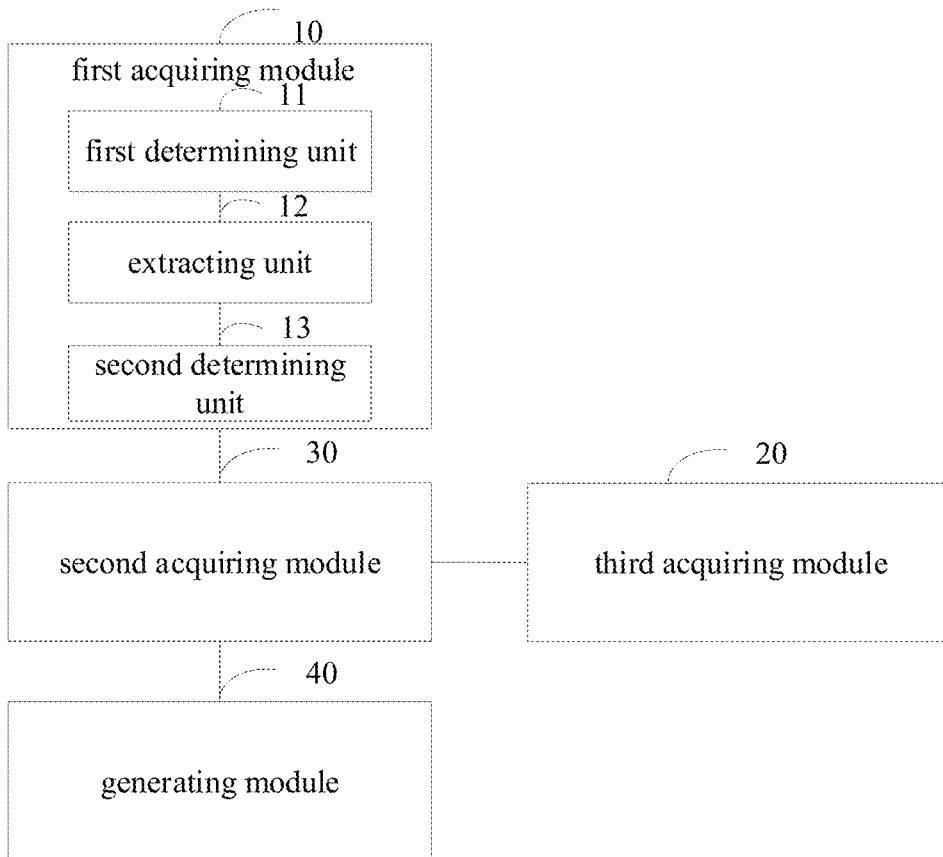 10
first acquiring module
11
first determining unit
12
extracting unit
13
second determining
unit
30
20
second acquiring module
third acquiring module
40
generating module